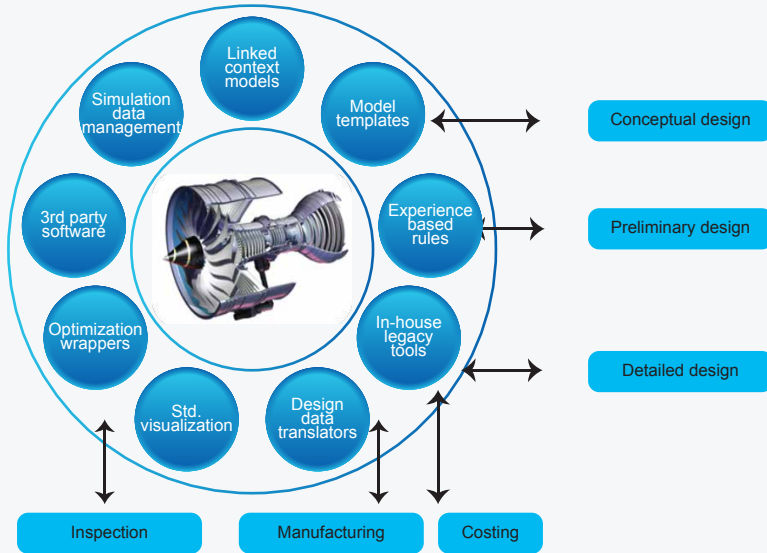 Linked
context
models
Simulation
data
management
Model
templates
Conceptual design
3rd party
software
Experience
based
rules
Preliminary design
Optimization
wrappers
In-house
legacy
tools
Detailed design
Std.
visualization
Design
data
translators
Inspection
Manufacturing
Costing